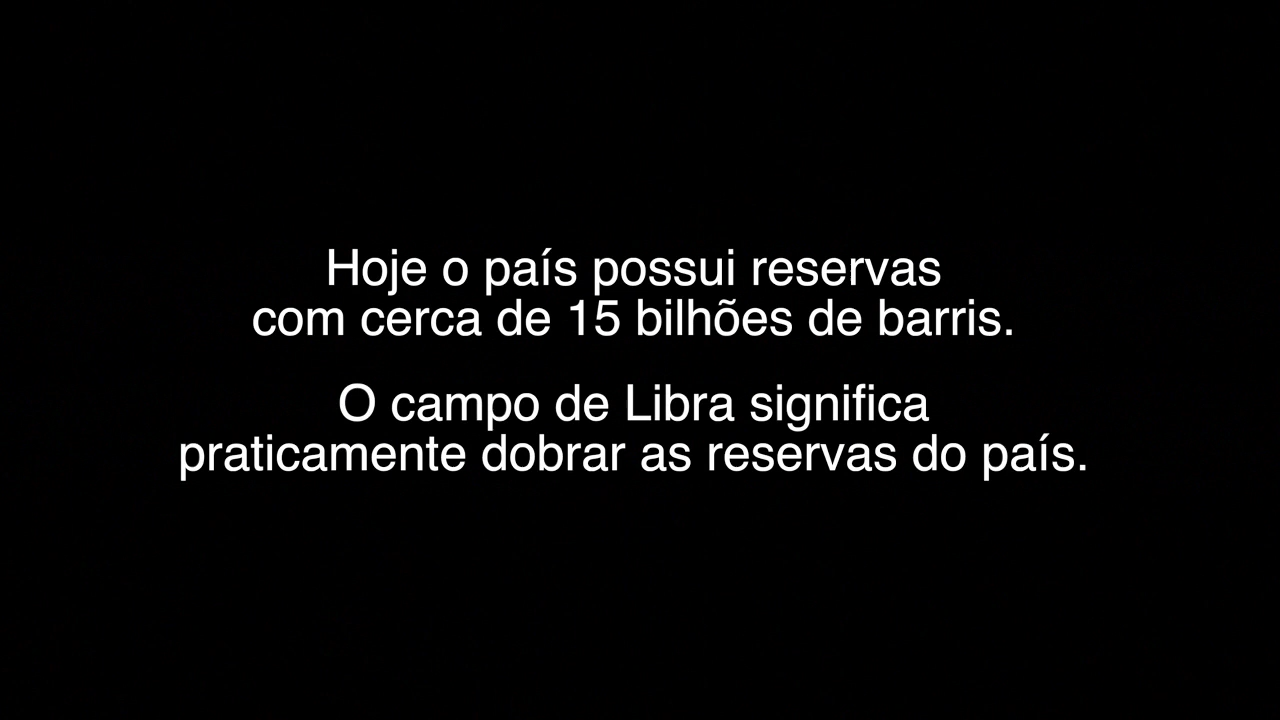 Hoje o país possui reservas
com cerca de 15 bilhões de barris.
O campo de Libra significa
praticamente dobrar as reservas do país.